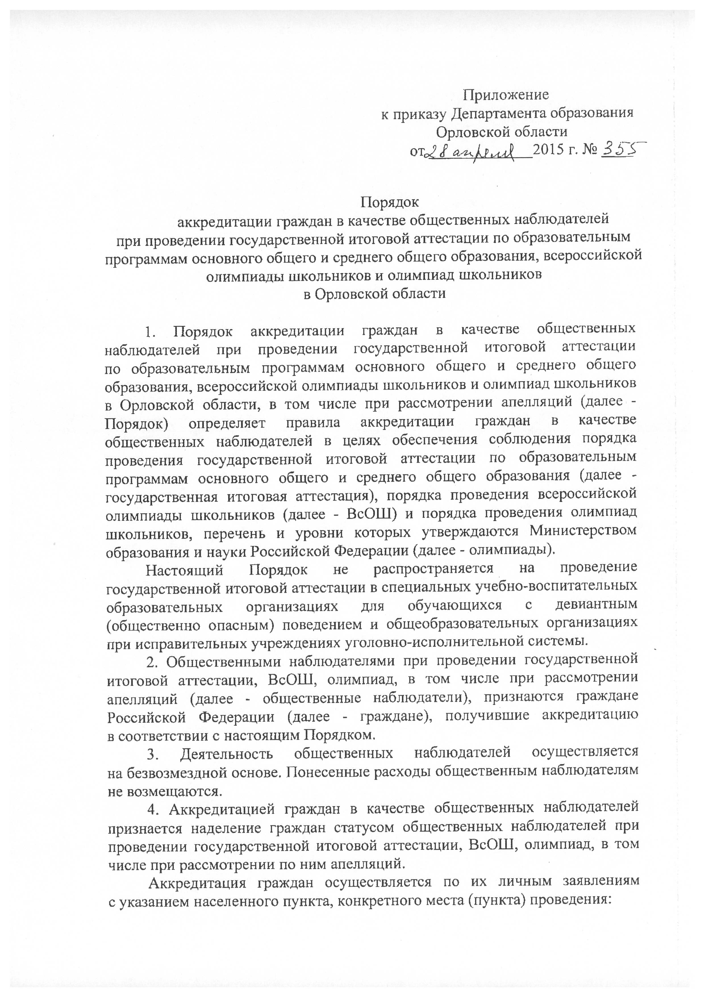 Приложение
к приказу Департамента образования
Орловской области
от 28 апреля 2015 г. № 355
Порядок
аккредитации граждан в качестве общественных наблюдателей
при проведении государственной итоговой аттестации по образовательным
программам основного общего и среднего общего образования, всероссийской
олимпиады школьников и олимпиад школьников
в Орловской области
1. Порядок аккредитации граждан в качестве общественных
наблюдателей при проведении государственной итоговой аттестации
по образовательным программам основного общего и среднего общего
образования, всероссийской олимпиады школьников и олимпиад школьников
в Орловской области, в том числе при рассмотрении апелляций (далее -
Порядок) определяет правила аккредитации граждан в качестве
общественных наблюдателей в целях обеспечения соблюдения порядка
проведения государственной итоговой аттестации по образовательным
программам основного общего и среднего общего образования (далее -
государственная итоговая аттестация), порядка проведения всероссийской
олимпиады школьников (далее - ВсОШ) и порядка проведения олимпиад
школьников, перечень и уровни которых утверждаются Министерством
образования и науки Российской Федерации (далее - олимпиады).
Настоящий Порядок не распространяется на проведение
государственной итоговой аттестации в специальных учебно-воспитательных
образовательных организациях для обучающихся с девиантным
(общественно опасным) поведением и общеобразовательных организациях
при исправительных учреждениях уголовно-исполнительной системы.
2. Общественными наблюдателями при проведении государственной
итоговой аттестации, ВсОШ, олимпиад, в том числе при рассмотрении
апелляций (далее - общественные наблюдатели), признаются граждане
Российской Федерации (далее - граждане), получившие аккредитацию
в соответствии с настоящим Порядком.
3. Деятельность общественных наблюдателей осуществляется
на безвозмездной основе. Понесенные расходы общественным наблюдателям
не возмещаются.
4. Аккредитацией граждан в качестве общественных наблюдателей
признается наделение граждан статусом общественных наблюдателей при
проведении государственной итоговой аттестации, ВсОШ, олимпиад, в том
числе при рассмотрении по ним апелляций.
Аккредитация граждан осуществляется по их личным заявлениям
с указанием населенного пункта, конкретного места (пункта) проведения: